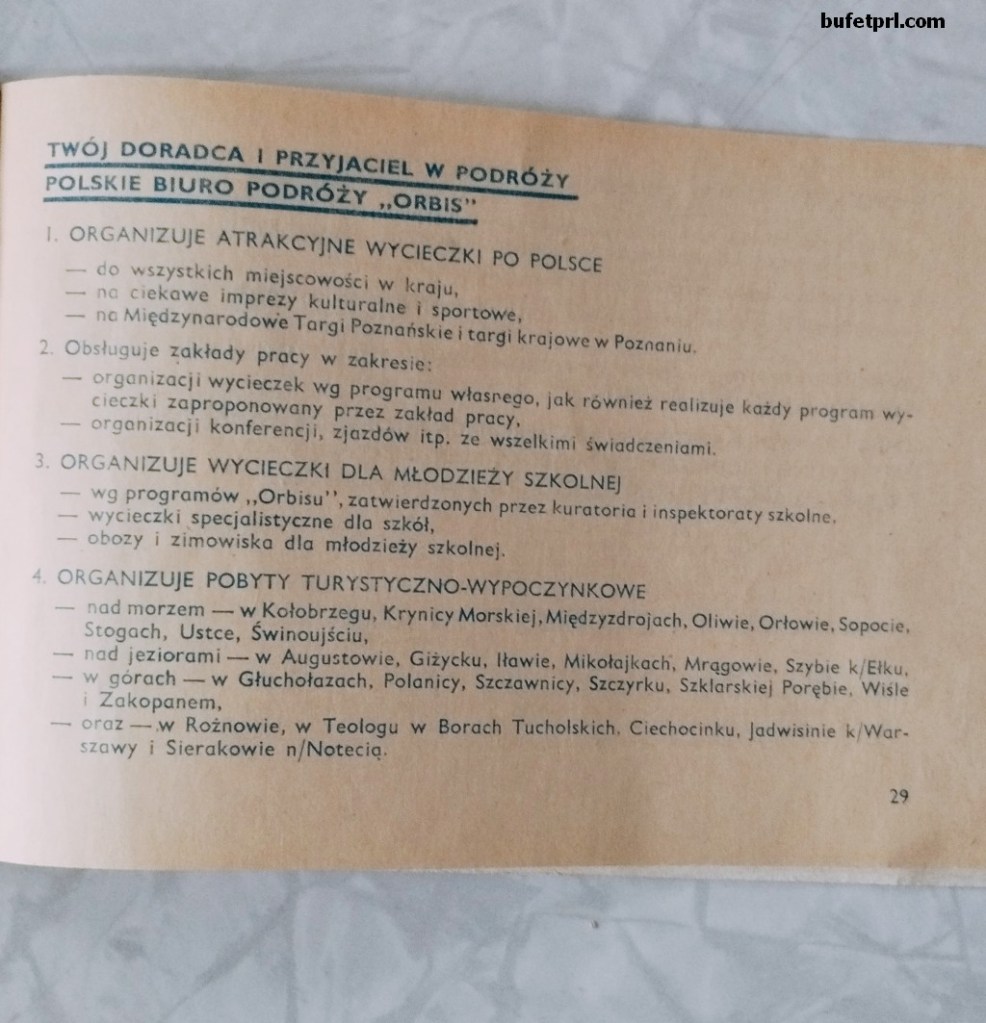 bufetprl.com
TWÓJ DORADCA I PRZYJACIEL W PODRÓŻY
POLSKIE BIURO PODRÓŻY „ORBIS”
1. ORGANIZUJE ATRAKCYJNE WYCIECZKI PO POLSCE
— do wszystkich miejscowości w kraju,
— na ciekawe imprezy kulturalne i sportowe,
— na Międzynarodowe Targi Poznańskie i targi krajowe w Poznaniu.
2. Obsługuje zakłady pracy w zakresie:
— organizacji wycieczek wg programu własnego, jak również realizuje każdy program wy-
cieczki zaproponowany przez zakład pracy,
— organizacji konferencji, zjazdów itp. ze wszelkimi świadczeniami.
3. ORGANIZUJE WYCIECZKI DLA MŁODZIEŻY SZKOLNEJ
— wg programów „Orbisu”, zatwierdzonych przez kuratoria i inspektoraty szkolne,
— wycieczki specjalistyczne dla szkół,
— obozy i zimowiska dla młodzieży szkolnej.
4. ORGANIZUJE POBYTY TURYSTYCZNO-WYPOCZYNKOWE
— nad morzem — w Kołobrzegu, Krynicy Morskiej, Międzyzdrojach, Oliwie, Orłowie, Sopocie,
Stogach, Ustce, Świnoujściu,
— nad jeziorami — w Augustowie, Giżycku, Iławie, Mikołajkach, Mrągowie, Szybie k/Ełku,
— w górach — w Głuchołazach, Polanicy, Szczawnicy, Szczyrku, Szklarskiej Porębie, Wiśle
i Zakopanem,
— oraz — w Rożnowie, w Teologu w Borach Tucholskich, Ciechocinku, Jadwisinie k/War-
szawy i Sierakowie n/Notecią.
29